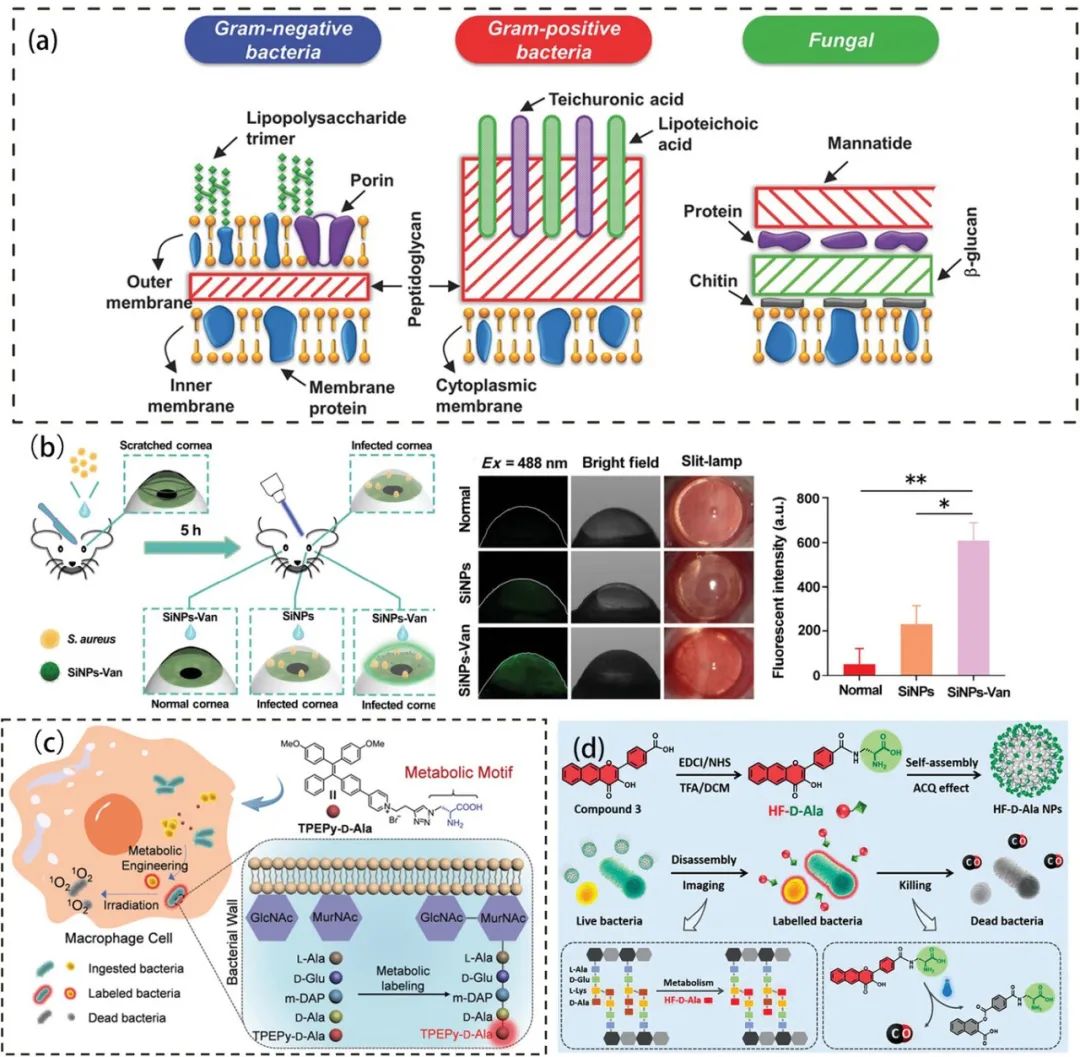 (a)
Gram-negative
bacteria
Gram-positive
bacteria
Fungal
Lipopolysaccharide
trimer
Porin
Outer
membrane
Inner
membrane
Membrane
protein
Peptidoglycan
Teichuronic acid
Lipoteichoic
acid
Cytoplasmic
membrane
Mannatide
Protein
Chitin
β-glucan
(b)
Scratched cornea
Infected cornea
5 h
SiNPs-Van
SiNPs
SiNPs-Van
S. aureus
SiNPs-Van
Normal cornea
Infected cornea
Infected corne
Ex = 488 nm
Bright field
Slit-lamp
Normal
SiNPs
SiNPs-Van
Fluorescent intensity (a.u.)
800
600
400
200
0
**
*
Normal
SiNPs
SiNPs-Van
(c)
MeO
OMe
Metabolic Motif
N
Br⁻
N=N
COOH
NH₂
TPEPy-D-Ala
Metabolic
Engineering
¹O2
¹O2
¹O2
Irradiation
Macrophage Cell
Ingested bacteria
Labeled bacteria
Dead bacteria
Bacterial Wall
GlcNAc
MurNAc
GlcNAc
MurNAc
L-Ala
D-Glu
m-DAP
D-Ala
TPEPy-D-Ala
Metabolic
labeling
L-Ala
D-Glu
m-DAP
D-Ala
TPEPy-D-Ala
(d)
Compound 3
EDCI/NHS
TFA/DCM
HF-D-Ala
Self-assembly
ACQ effect
HF-D-Ala NPs
Live bacteria
Disassembly
Imaging
Labelled bacteria
Killing
CO
CO
CO
Dead bacteria
L-Ala
D-Glu
L-Lys
D-Ala
Metabolism
HF-D-Ala
CO